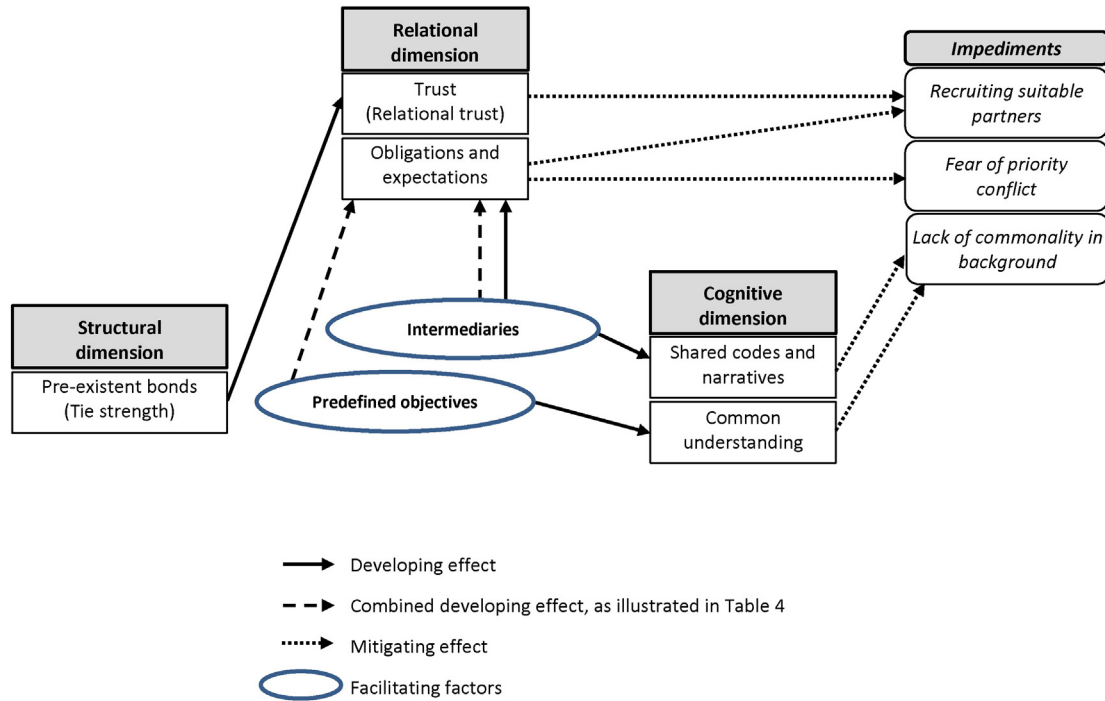 Relational
dimension
Trust
(Relational trust)
Obligations and
expectations
Impediments
Recruiting suitable
partners
Fear of priority
conflict
Lack of commonality in
background
Structural
dimension
Pre-existent bonds
(Tie strength)
Intermediaries
Predefined objectives
Cognitive
dimension
Shared codes and
narratives
Common
understanding
Developing effect
Combined developing effect, as illustrated in Table 4
Mitigating effect
Facilitating factors